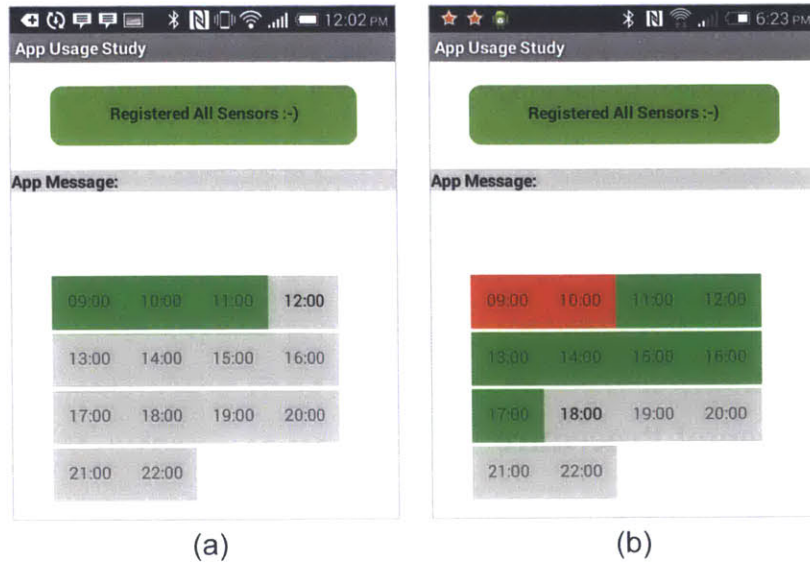 12:02 PM
App Usage Study
Registered All Sensors :-)
App Message:
09:00 10:00 11:00 12:00
13:00 14:00 15:00 16:00
17:00 18:00 19:00 20:00
21:00 22:00
(a)
6:23 PM
App Usage Study
Registered All Sensors :-)
App Message:
09:00 10:00 11:00 12:00
13:00 14:00 15:00 16:00
17:00 18:00 19:00 20:00
21:00 22:00
(b)